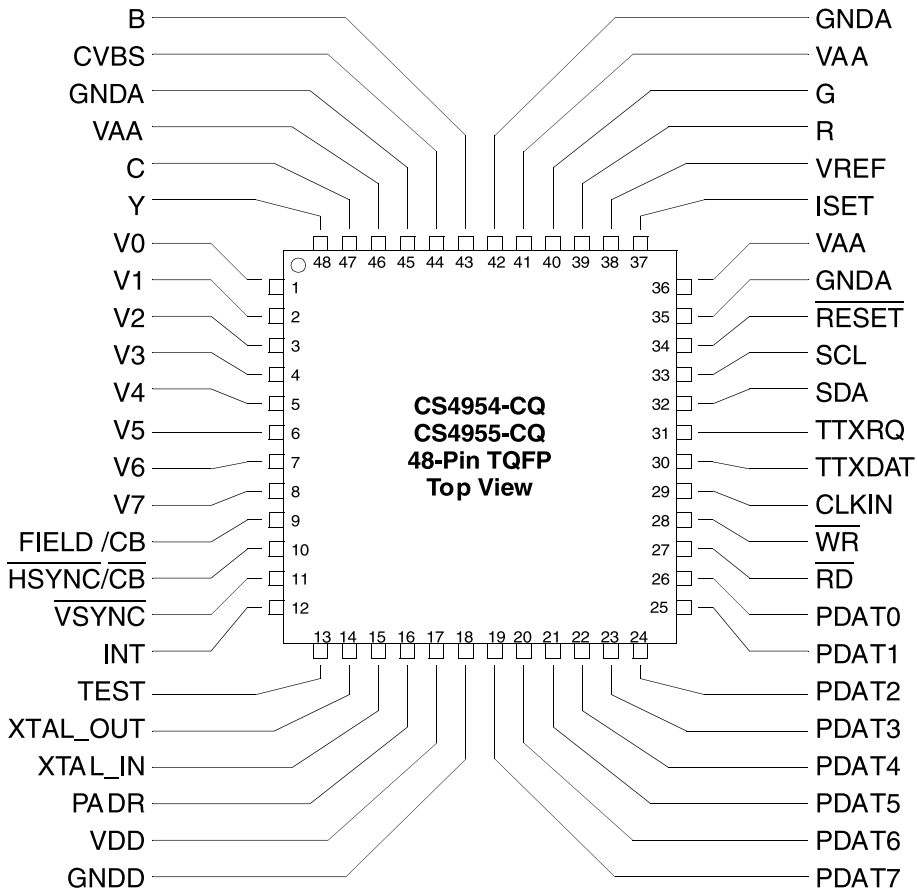 B
CVBS
GNDA
VAA
C
Y
V0
V1
V2
V3
V4
V5
V6
V7
FIELD /CB
HSYNC/CB
VSYNC
INT
TEST
XTAL_OUT
XTAL_IN
PADR
VDD
GNDD
GNDA
VAA
G
R
VREF
ISET
VAA
GNDA
RESET
SCL
SDA
TTXRQ
TTXDAT
CLKIN
WR
RD
PDAT0
PDAT1
PDAT2
PDAT3
PDAT4
PDAT5
PDAT6
PDAT7
48 47 46 45 44 43 42 41 40 39 38 37
1
2
3
4
5
6
7
8
9
10
11
12
36
35
34
33
32
31
30
29
28
27
26
25
CS4954-CQ
CS4955-CQ
48-Pin TQFP
Top View
13 14 15 16 17 18 19 20 21 22 23 24